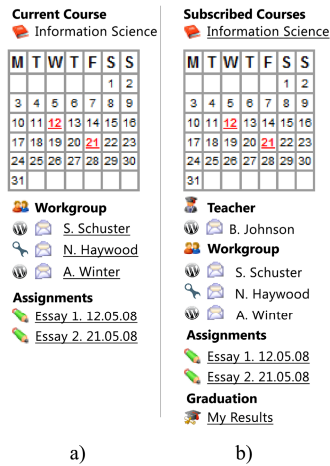 Current Course
Information Science
M T W T F S S
1 2
3 4 5 6 7 8 9
10 11 12 13 14 15 16
17 18 19 20 21 22 23
24 25 26 27 28 29 30
31
Workgroup
S. Schuster
N. Haywood
A. Winter
Assignments
Essay 1. 12.05.08
Essay 2. 21.05.08
a)
Subscribed Courses
Information Science
M T W T F S S
1 2
3 4 5 6 7 8 9
10 11 12 13 14 15 16
17 18 19 20 21 22 23
24 25 26 27 28 29 30
31
Teacher
B. Johnson
Workgroup
S. Schuster
N. Haywood
A. Winter
Assignments
Essay 1. 12.05.08
Essay 2. 21.05.08
Graduation
My Results
b)